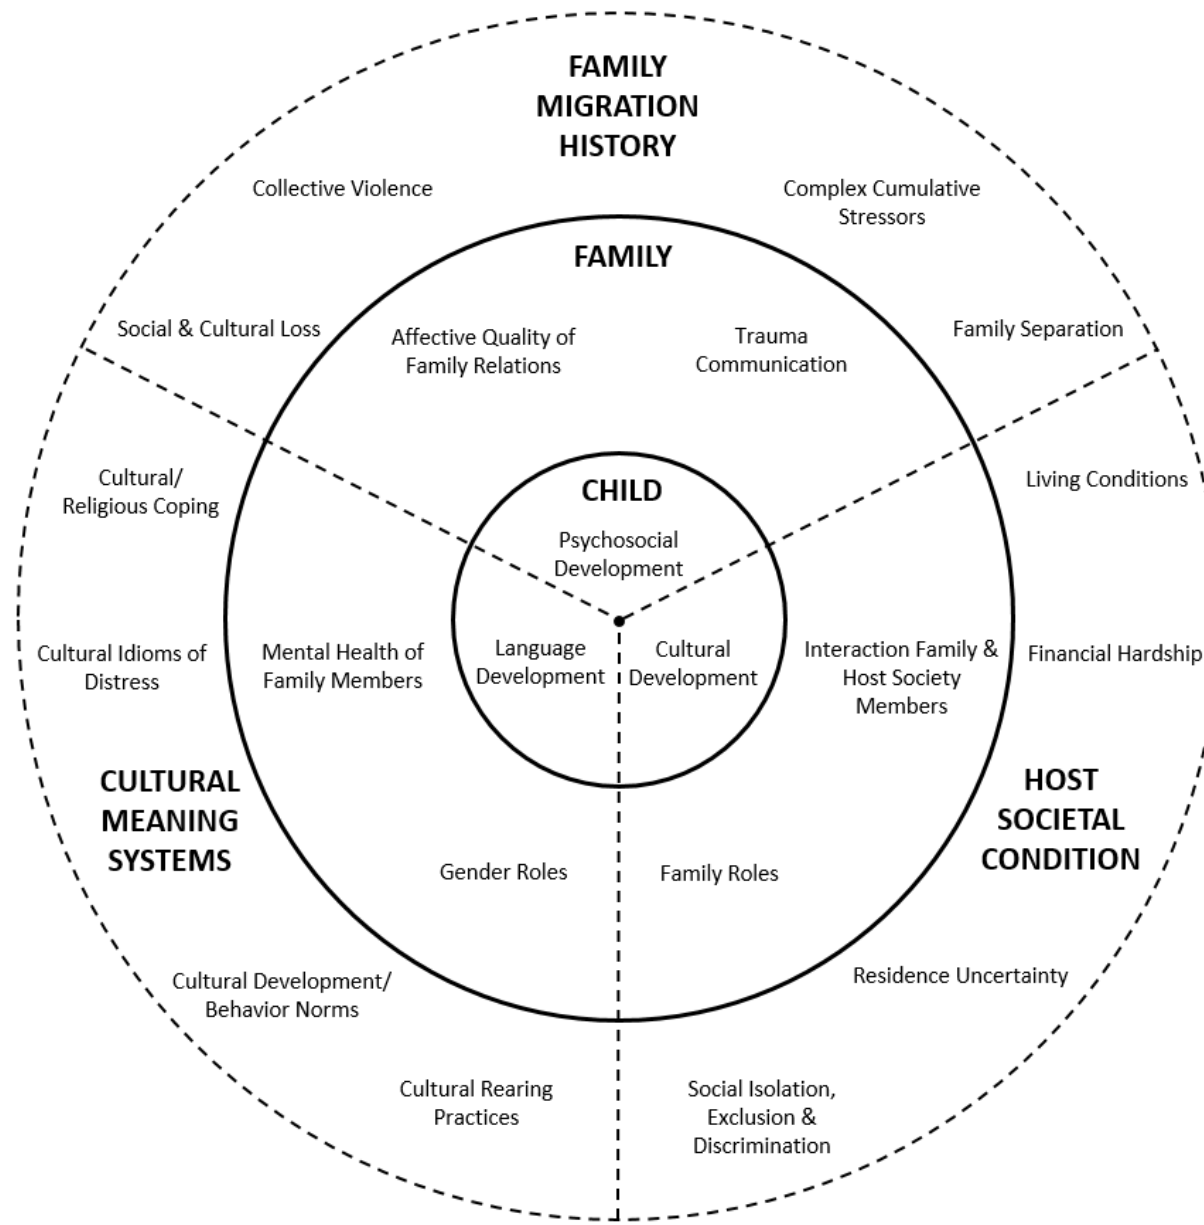 FAMILY
MIGRATION
HISTORY
Collective Violence
Complex Cumulative
Stressors
FAMILY
Social & Cultural Loss
Affective Quality of
Family Relations
Trauma
Communication
Family Separation
Cultural/
Religious Coping
CHILD
Psychosocial
Development
Living Conditions
Cultural Idioms of
Distress
Mental Health of
Family Members
Language
Development
Cultural
Development
Interaction Family &
Host Society
Members
Financial Hardship
CULTURAL
MEANING
SYSTEMS
HOST
SOCIETAL
CONDITION
Gender Roles
Family Roles
Cultural Development/
Behavior Norms
Residence Uncertainty
Cultural Rearing
Practices
Social Isolation,
Exclusion &
Discrimination